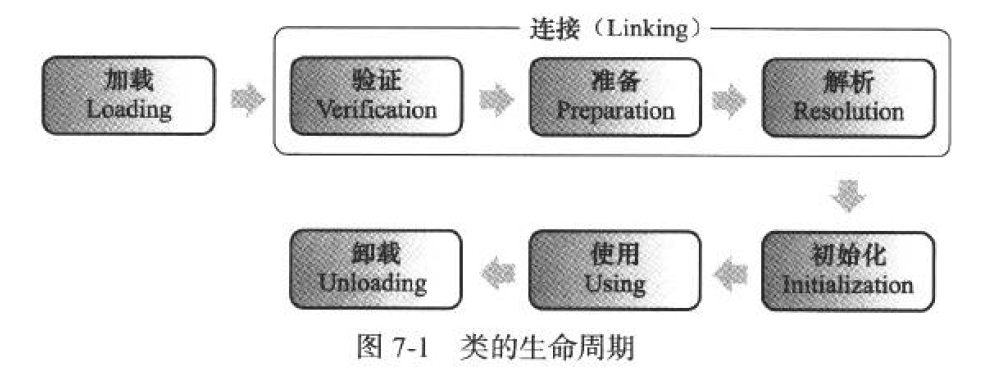 连接（Linking）
加载
Loading
验证
Verification
准备
Preparation
解析
Resolution
初始化
Initialization
使用
Using
卸载
Unloading
图 7-1 类的生命周期